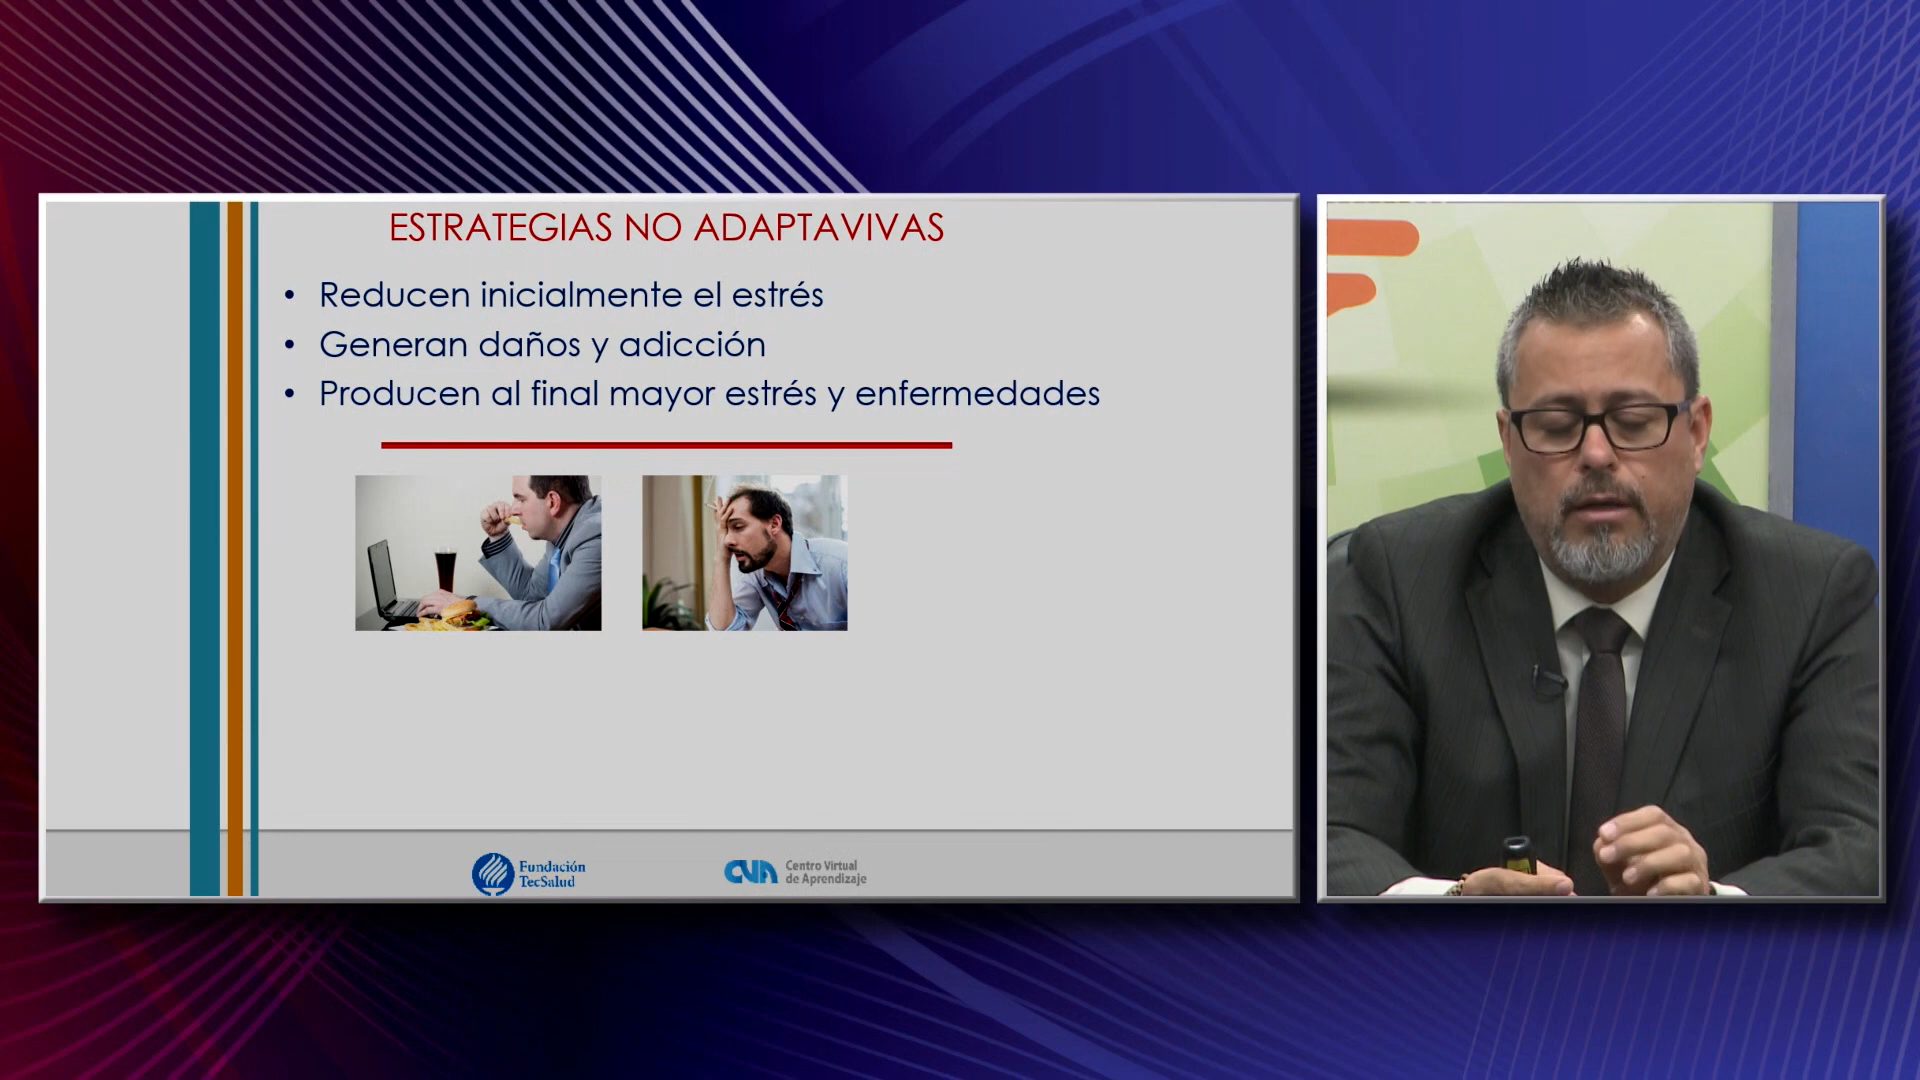 ESTRATEGIAS NO ADAPTAVIVAS
• Reducen inicialmente el estrés
• Generan daños y adicción
• Producen al final mayor estrés y enfermedades
Fundación
TecSalud
CVA
Centro Virtual
de Aprendizaje